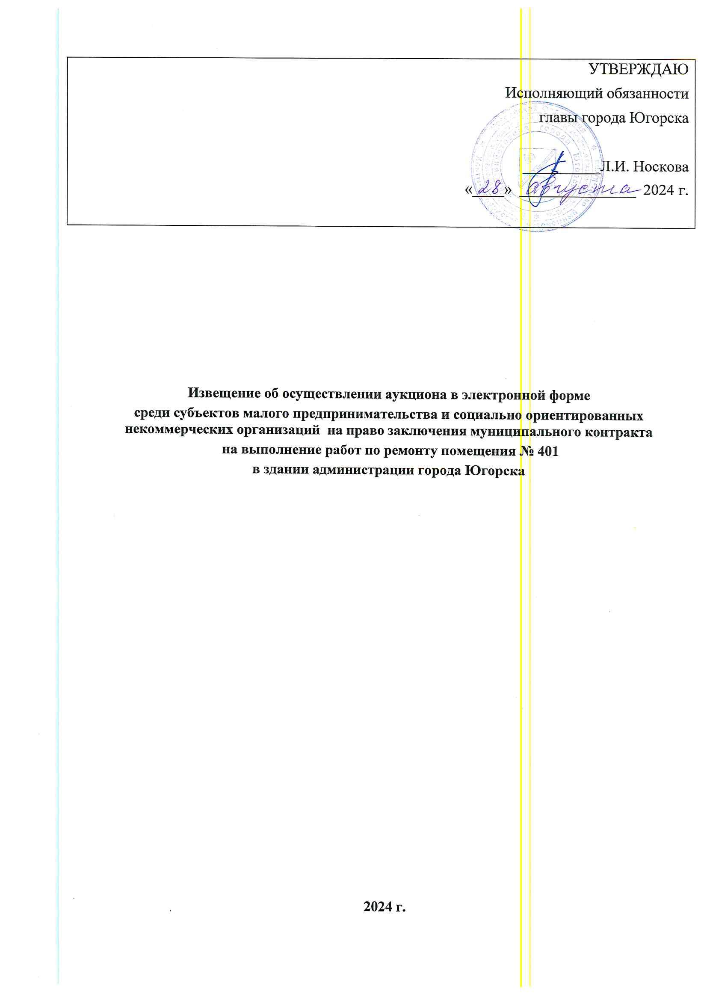 УТВЕРЖДАЮ
Исполняющий обязанности
главы города Югорска
Л.И. Носкова
«28» августа 2024 г.
Извещение об осуществлении аукциона в электронной форме
среди субъектов малого предпринимательства и социально ориентированных
некоммерческих организаций на право заключения муниципального контракта
на выполнение работ по ремонту помещения № 401
в здании администрации города Югорска
2024 г.